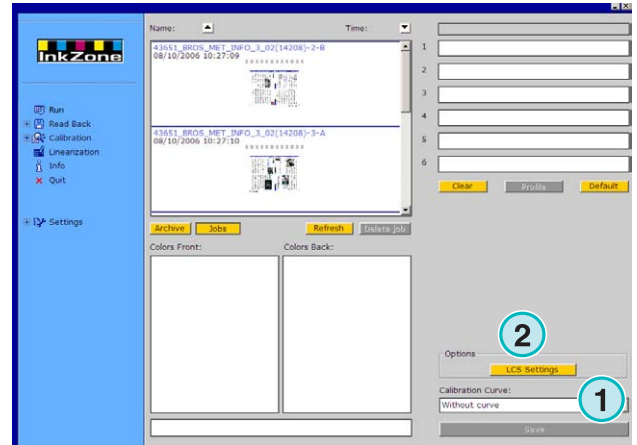 InkZone
Run
Read Back
Calibration
Linearization
Info
Quit
Settings
Name:
Time:
43651_BROS_MET_INFO_3_02(14208)-2-B
08/10/2006 10:27:09
43651_BROS_MET_INFO_3_02(14208)-3-A
08/10/2006 10:27:10
Archive
Jobs
Refresh
Delete job
Colors Front:
Colors Back:
1
2
3
4
5
6
Clear
Profile
Default
2
Options
LCS Settings
Calibration Curve:
Without curve
1
Save